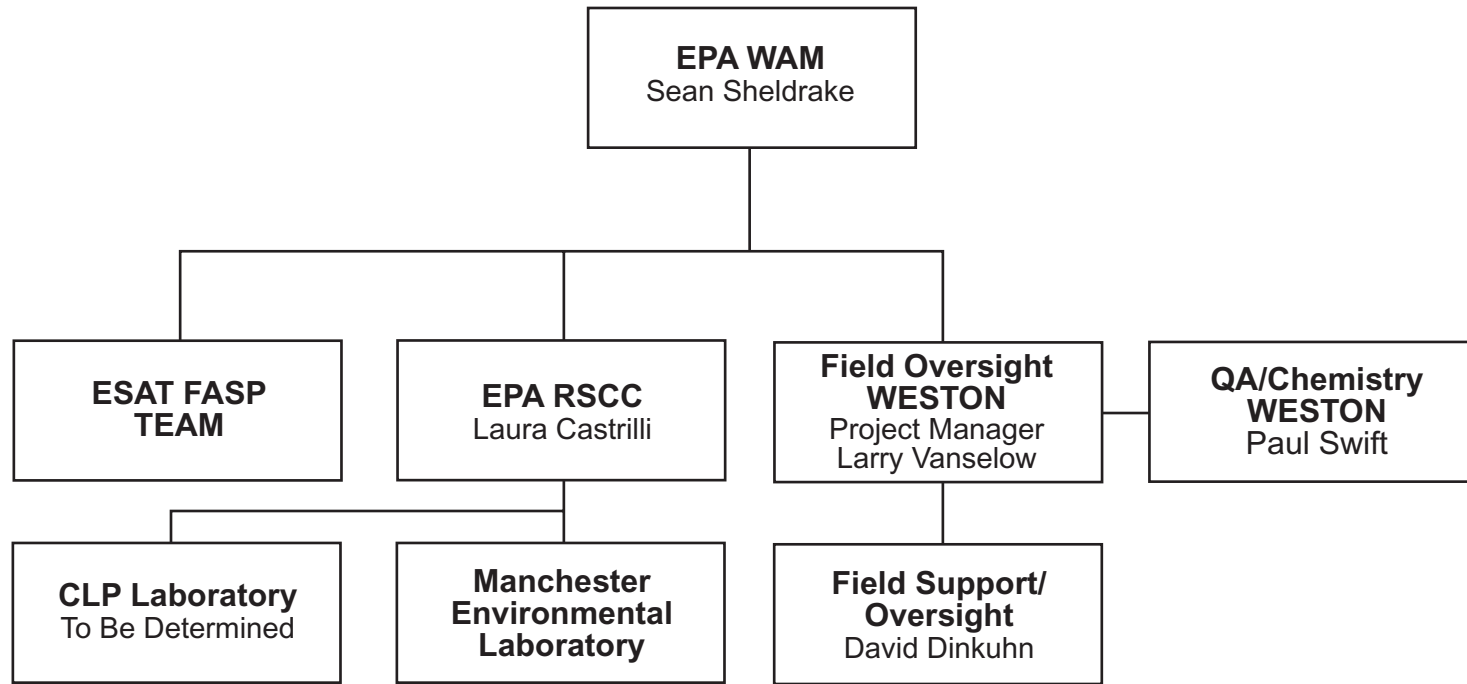 EPA WAM
Sean Sheldrake
ESAT FASP
TEAM
EPA RSCC
Laura Castrilli
Field Oversight
WESTON
Project Manager
Larry Vanselow
QA/Chemistry
WESTON
Paul Swift
CLP Laboratory
To Be Determined
Manchester
Environmental
Laboratory
Field Support/
Oversight
David Dinkuhn